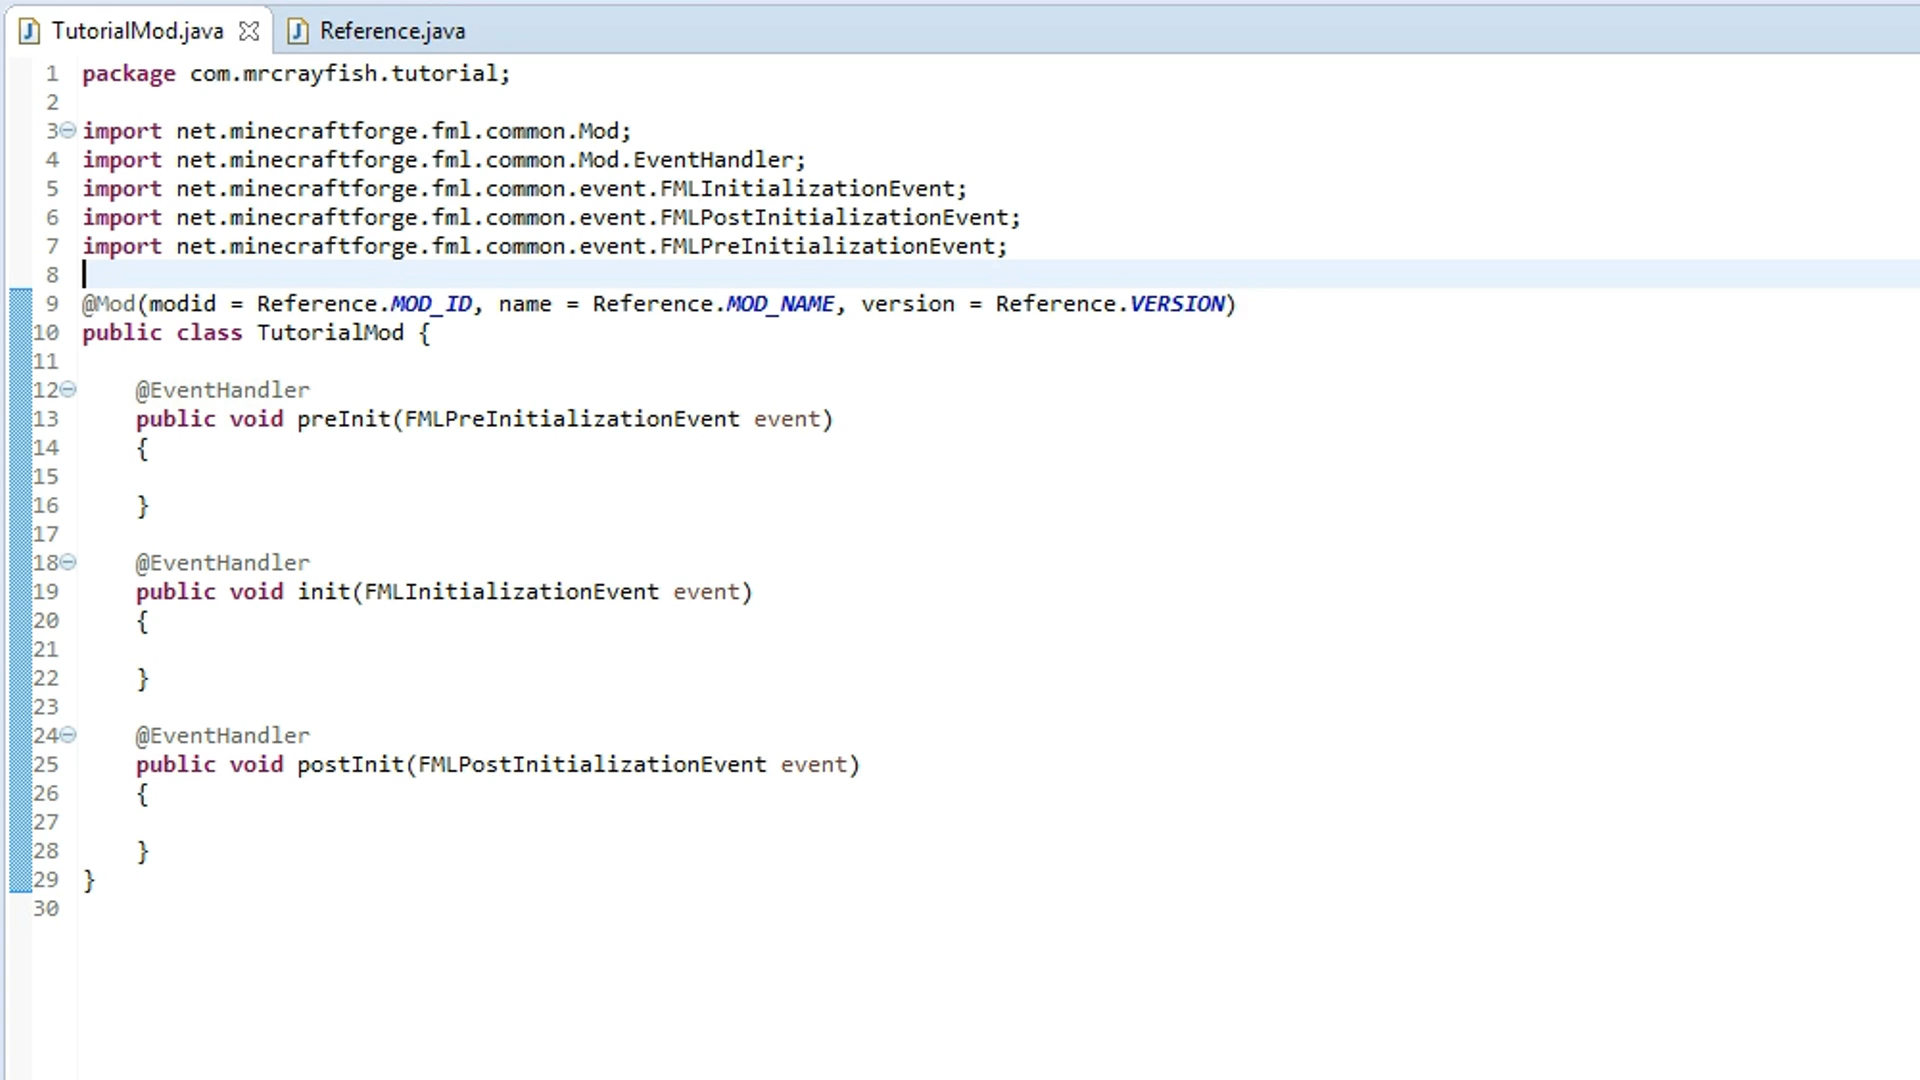 TutorialMod.java Reference.java
1 package com.mrcrayfish.tutorial;
2
3 import net.minecraftforge.fml.common.Mod;
4 import net.minecraftforge.fml.common.Mod.EventHandler;
5 import net.minecraftforge.fml.common.event.FMLInitializationEvent;
6 import net.minecraftforge.fml.common.event.FMLPostInitializationEvent;
7 import net.minecraftforge.fml.common.event.FMLPreInitializationEvent;
8
9 @Mod(modid = Reference.MOD_ID, name = Reference.MOD_NAME, version = Reference.VERSION)
10 public class TutorialMod {
11
12 @EventHandler
13 public void preInit(FMLPreInitializationEvent event)
14 {
15
16 }
17
18 @EventHandler
19 public void init(FMLInitializationEvent event)
20 {
21
22 }
23
24 @EventHandler
25 public void postInit(FMLPostInitializationEvent event)
26 {
27
28 }
29 }
30